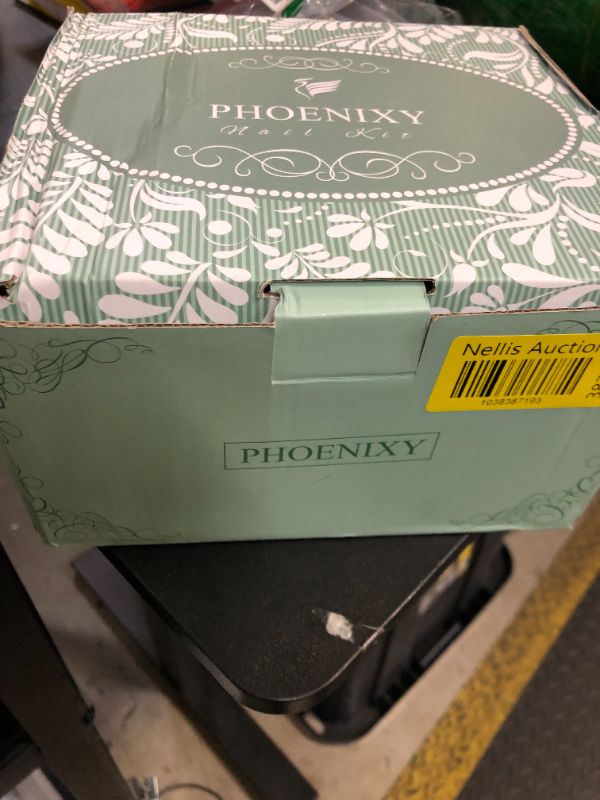 PHOENIXY
Nail Kit
Nellis Auction
1038387193
PHOENIXY